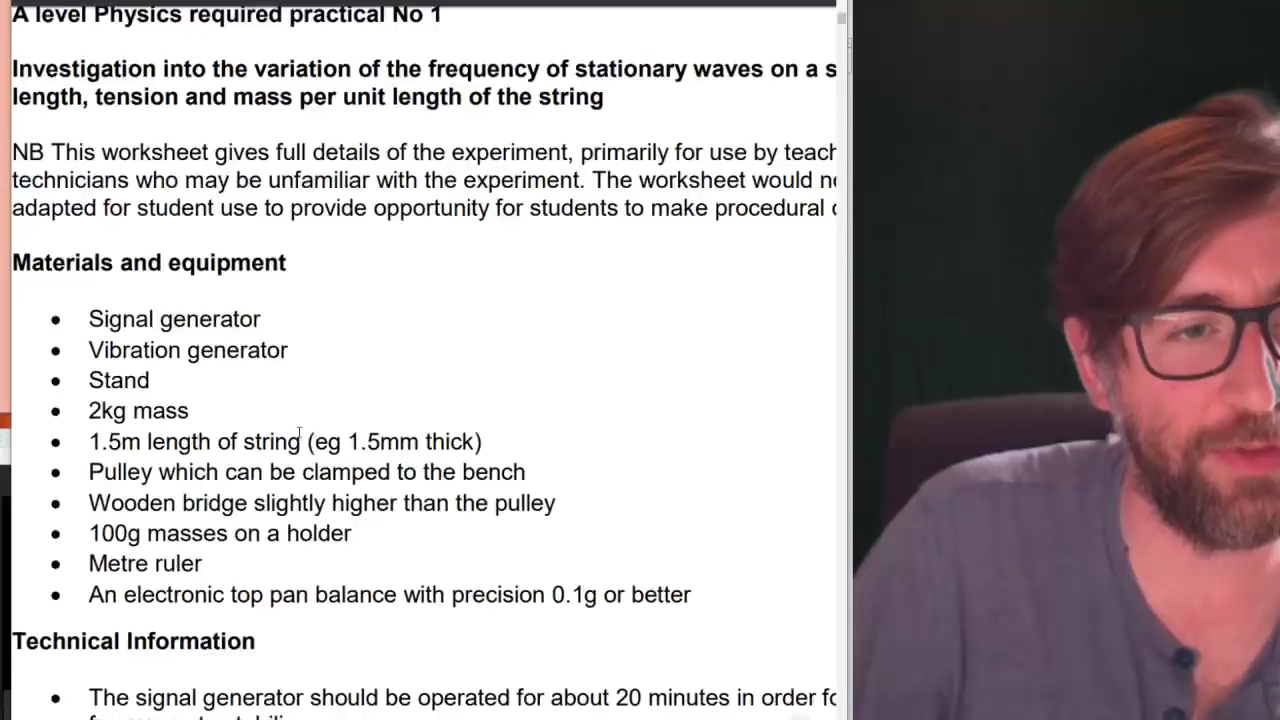 A level Physics required practical No 1
Investigation into the variation of the frequency of stationary waves on a s
length, tension and mass per unit length of the string
NB This worksheet gives full details of the experiment, primarily for use by teach
technicians who may be unfamiliar with the experiment. The worksheet would ne
adapted for student use to provide opportunity for students to make procedural
Materials and equipment
• Signal generator
• Vibration generator
• Stand
• 2kg mass
• 1.5m length of string (eg 1.5mm thick)
• Pulley which can be clamped to the bench
• Wooden bridge slightly higher than the pulley
• 100g masses on a holder
• Metre ruler
• An electronic top pan balance with precision 0.1g or better
Technical Information
• The signal generator should be operated for about 20 minutes in order fo